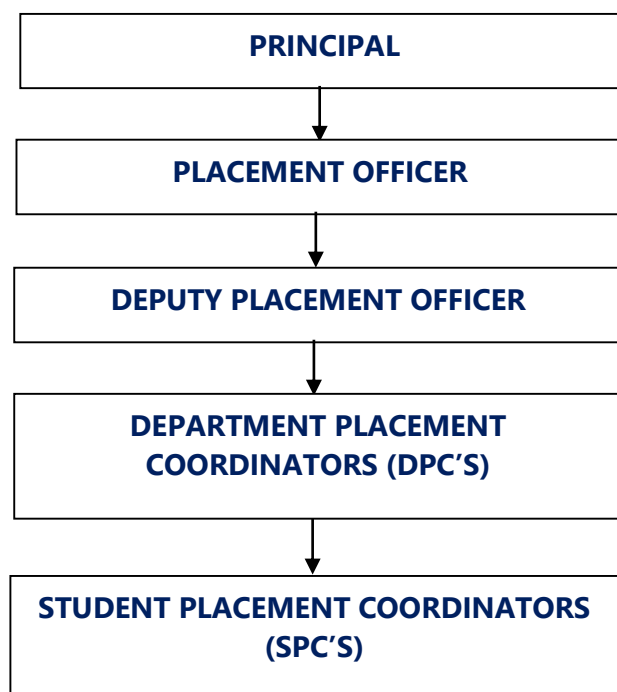 PRINCIPAL
PLACEMENT OFFICER
DEPUTY PLACEMENT OFFICER
DEPARTMENT PLACEMENT
COORDINATORS (DPC’S)
STUDENT PLACEMENT COORDINATORS
(SPC’S)